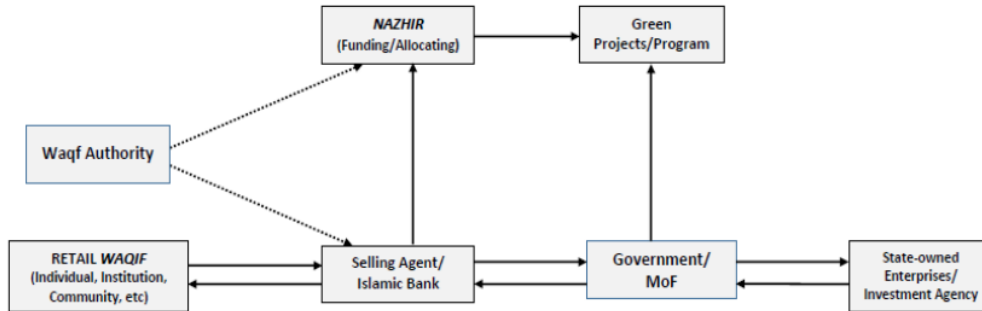 NAZHIR
(Funding/Allocating)
Green
Projects/Program
Waqf Authority
RETAIL WAQIF
(Individual, Institution,
Community, etc)
Selling Agent/
Islamic Bank
Government/
MoF
State-owned
Enterprises/
Investment Agency